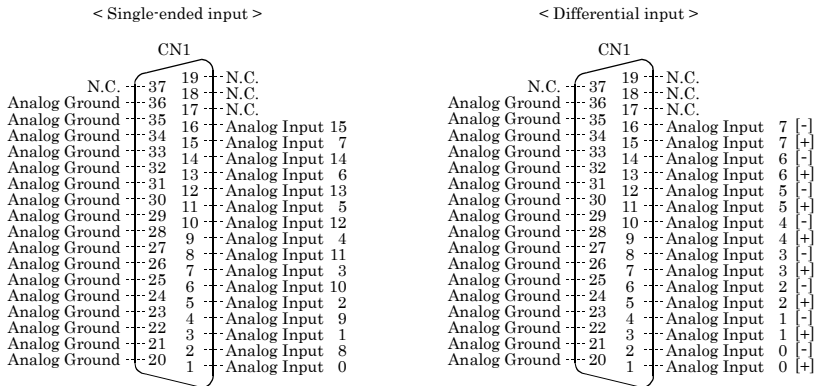 < Single-ended input >
CN1
19 N.C.
N.C. 37
18 N.C.
Analog Ground 36
17 N.C.
Analog Ground 35
16 Analog Input 15
Analog Ground 34
15 Analog Input 7
Analog Ground 33
14 Analog Input 14
Analog Ground 32
13 Analog Input 6
Analog Ground 31
12 Analog Input 13
Analog Ground 30
11 Analog Input 5
Analog Ground 29
10 Analog Input 12
Analog Ground 28
9 Analog Input 4
Analog Ground 27
8 Analog Input 11
Analog Ground 26
7 Analog Input 3
Analog Ground 25
6 Analog Input 10
Analog Ground 24
5 Analog Input 2
Analog Ground 23
4 Analog Input 9
Analog Ground 22
3 Analog Input 1
Analog Ground 21
2 Analog Input 8
Analog Ground 20
1 Analog Input 0
< Differential input >
CN1
19 N.C.
N.C. 37
18 N.C.
Analog Ground 36
17 N.C.
Analog Ground 35
16 Analog Input 7 [-]
Analog Ground 34
15 Analog Input 7 [+]
Analog Ground 33
14 Analog Input 6 [-]
Analog Ground 32
13 Analog Input 6 [+]
Analog Ground 31
12 Analog Input 5 [-]
Analog Ground 30
11 Analog Input 5 [+]
Analog Ground 29
10 Analog Input 4 [-]
Analog Ground 28
9 Analog Input 4 [+]
Analog Ground 27
8 Analog Input 3 [-]
Analog Ground 26
7 Analog Input 3 [+]
Analog Ground 25
6 Analog Input 2 [-]
Analog Ground 24
5 Analog Input 2 [+]
Analog Ground 23
4 Analog Input 1 [-]
Analog Ground 22
3 Analog Input 1 [+]
Analog Ground 21
2 Analog Input 0 [-]
Analog Ground 20
1 Analog Input 0 [+]